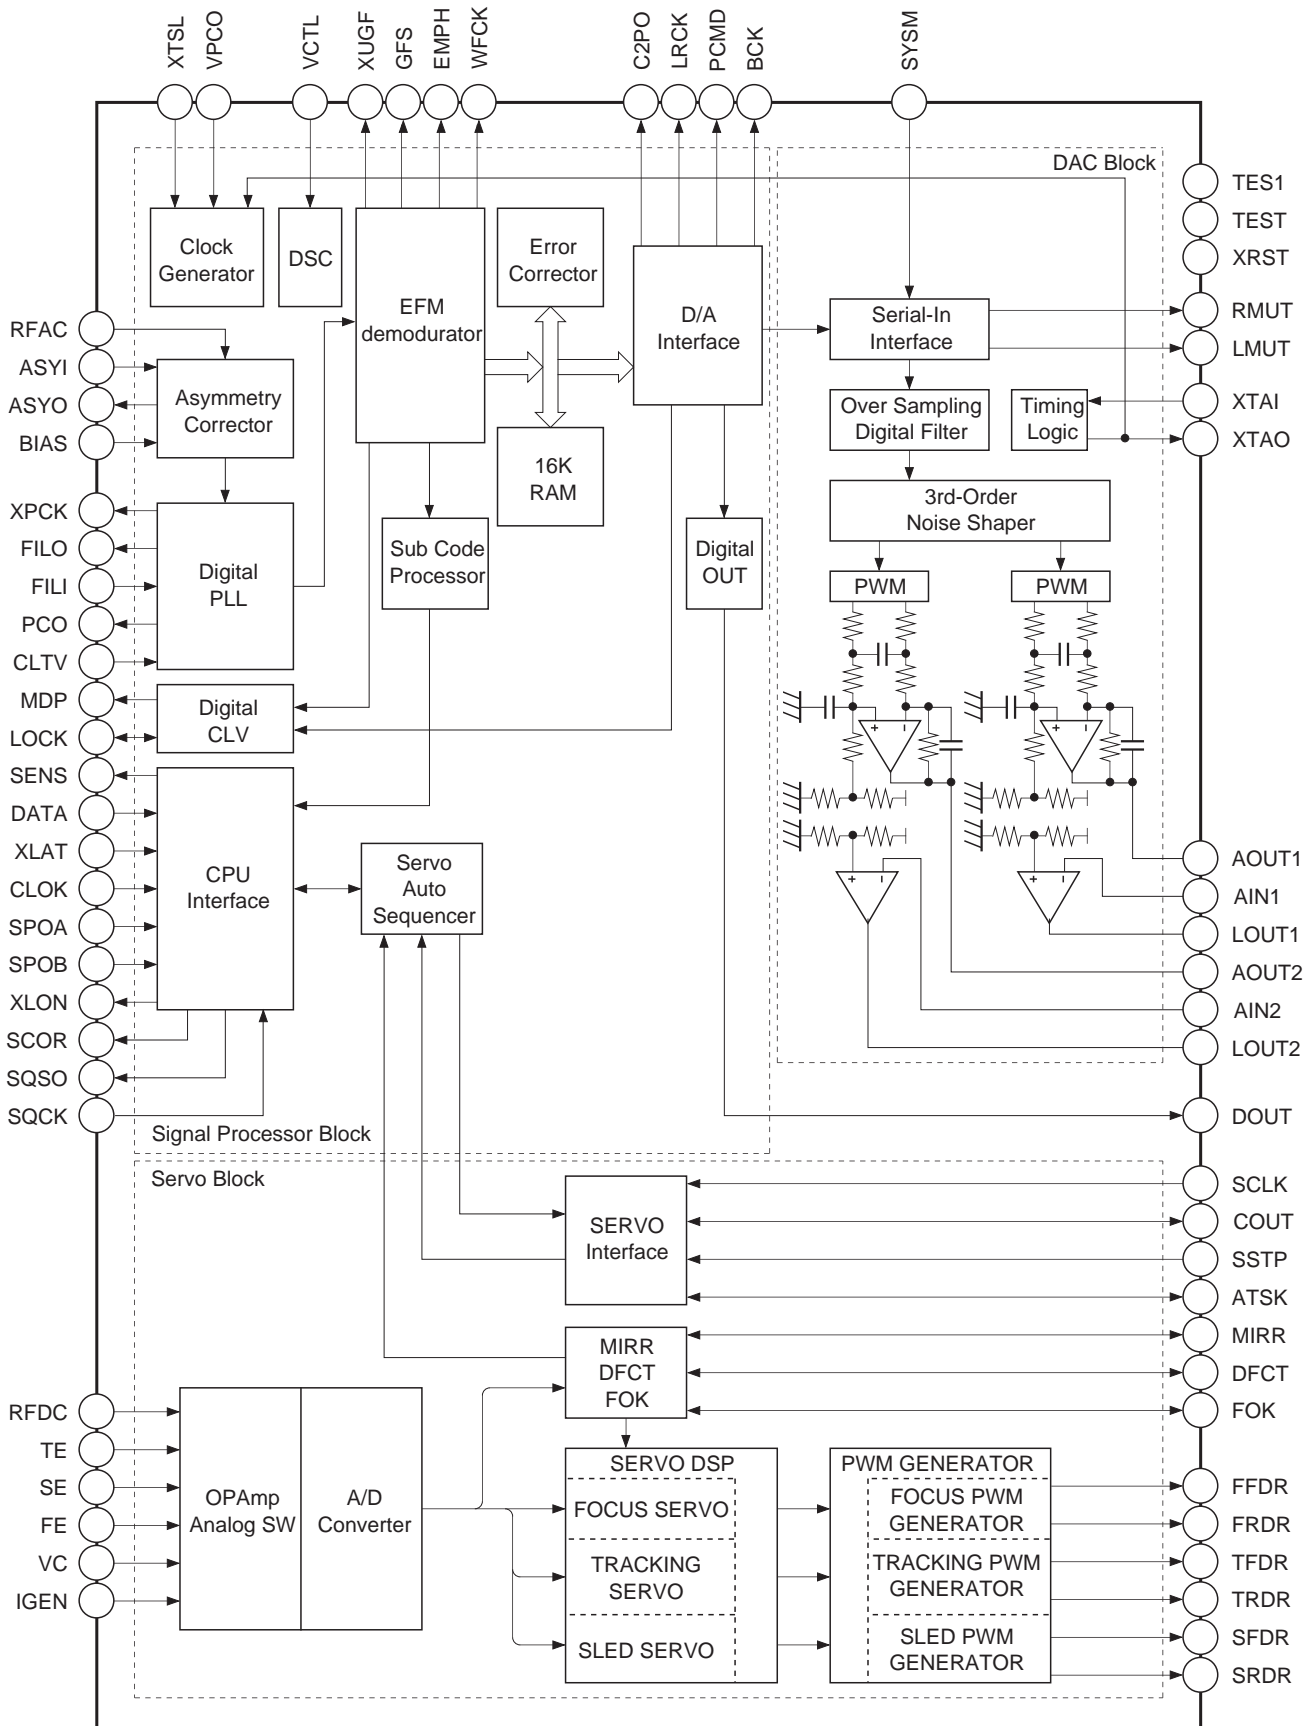 XTSL
VPCO
VCTL
XUGF
GFS
EMPH
WFCK
C2PO
LRCK
PCMD
BCK
SYSM
DAC Block
TES1
TEST
XRST
RMUT
LMUT
XTAI
XTAO
Clock
Generator
DSC
EFM
demodurator
Error
Corrector
D/A
Interface
Serial-In
Interface
RFAC
ASYI
ASYO
BIAS
Asymmetry
Corrector
Over Sampling
Digital Filter
Timing
Logic
16K
RAM
3rd-Order
Noise Shaper
XPCK
FILO
FILI
PCO
CLTV
Digital
PLL
Sub Code
Processor
Digital
OUT
PWM
PWM
MDP
LOCK
Digital
CLV
+
−
+
−
SENS
DATA
XLAT
CLOK
SPOA
SPOB
XLON
SCOR
SQSO
SQCK
CPU
Interface
Servo
Auto
Sequencer
+
−
+
−
AOUT1
AIN1
LOUT1
AOUT2
AIN2
LOUT2
DOUT
Signal Processor Block
Servo Block
SERVO
Interface
SCLK
COUT
SSTP
ATSK
MIRR
DFCT
FOK
MIRR
DFCT
FOK
RFDC
TE
SE
FE
VC
IGEN
OPAmp
Analog SW
A/D
Converter
SERVO DSP
FOCUS SERVO
TRACKING
SERVO
SLED SERVO
PWM GENERATOR
FOCUS PWM
GENERATOR
TRACKING PWM
GENERATOR
SLED PWM
GENERATOR
FFDR
FRDR
TFDR
TRDR
SFDR
SRDR